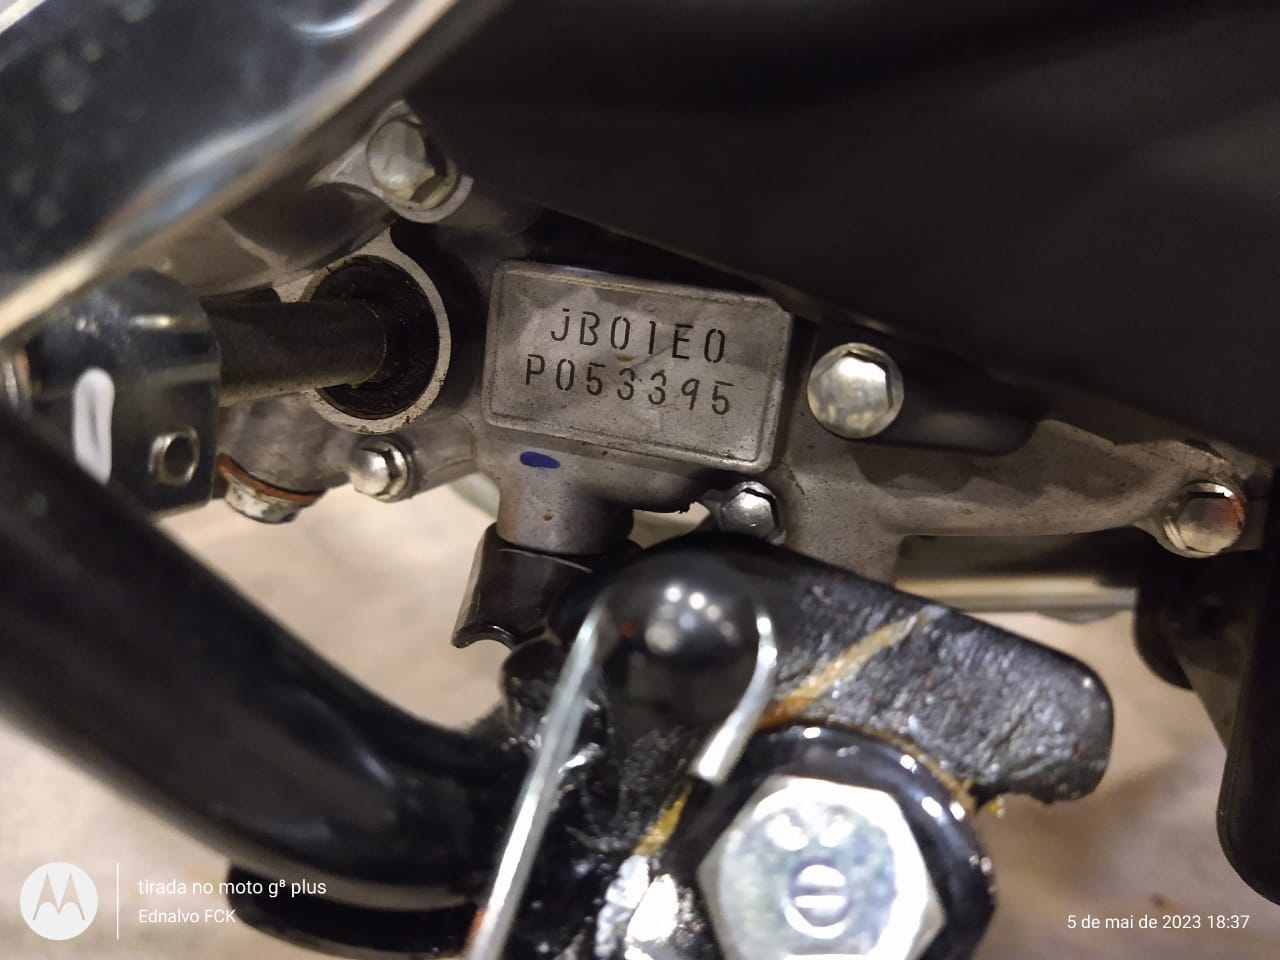 JB01E0
P053395
tirada no moto g⁸ plus
Ednalvo FCK
5 de mai de 2023 18:37